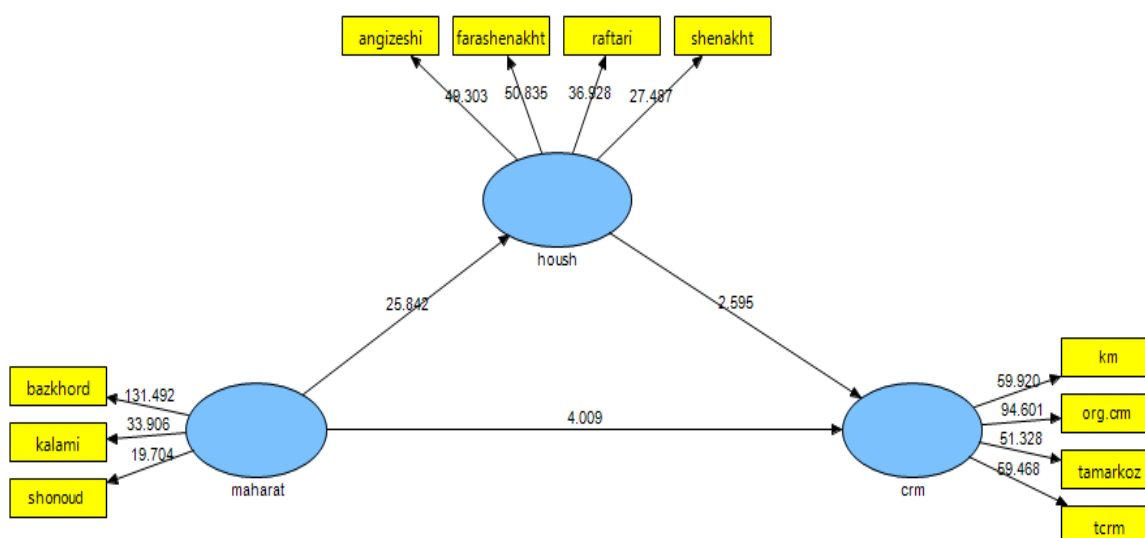 angizeshi
farashenakht
raftari
shenakht
49.303
50.835
36.928
27.487
housh
25.842
2.595
bazkhord
kalami
shonoud
131.492
33.906
19.704
maharat
4.009
crm
59.920
94.601
51.328
59.468
km
org.crm
tamarkoz
tcrm